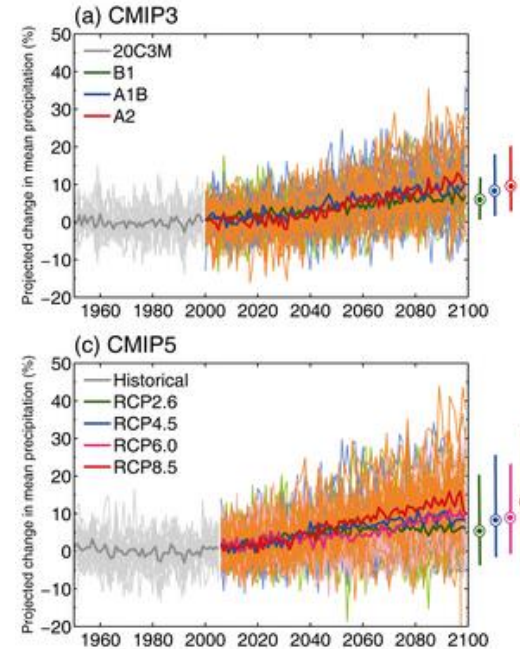 (a) CMIP3
Projected change in mean precipitation (%)
50
40
30
20
10
0
−10
−20
20C3M
B1
A1B
A2
1960 1980 2000 2020 2040 2060 2080 2100
(c) CMIP5
Projected change in mean precipitation (%)
50
40
30
20
10
0
−10
−20
Historical
RCP2.6
RCP4.5
RCP6.0
RCP8.5
1960 1980 2000 2020 2040 2060 2080 2100